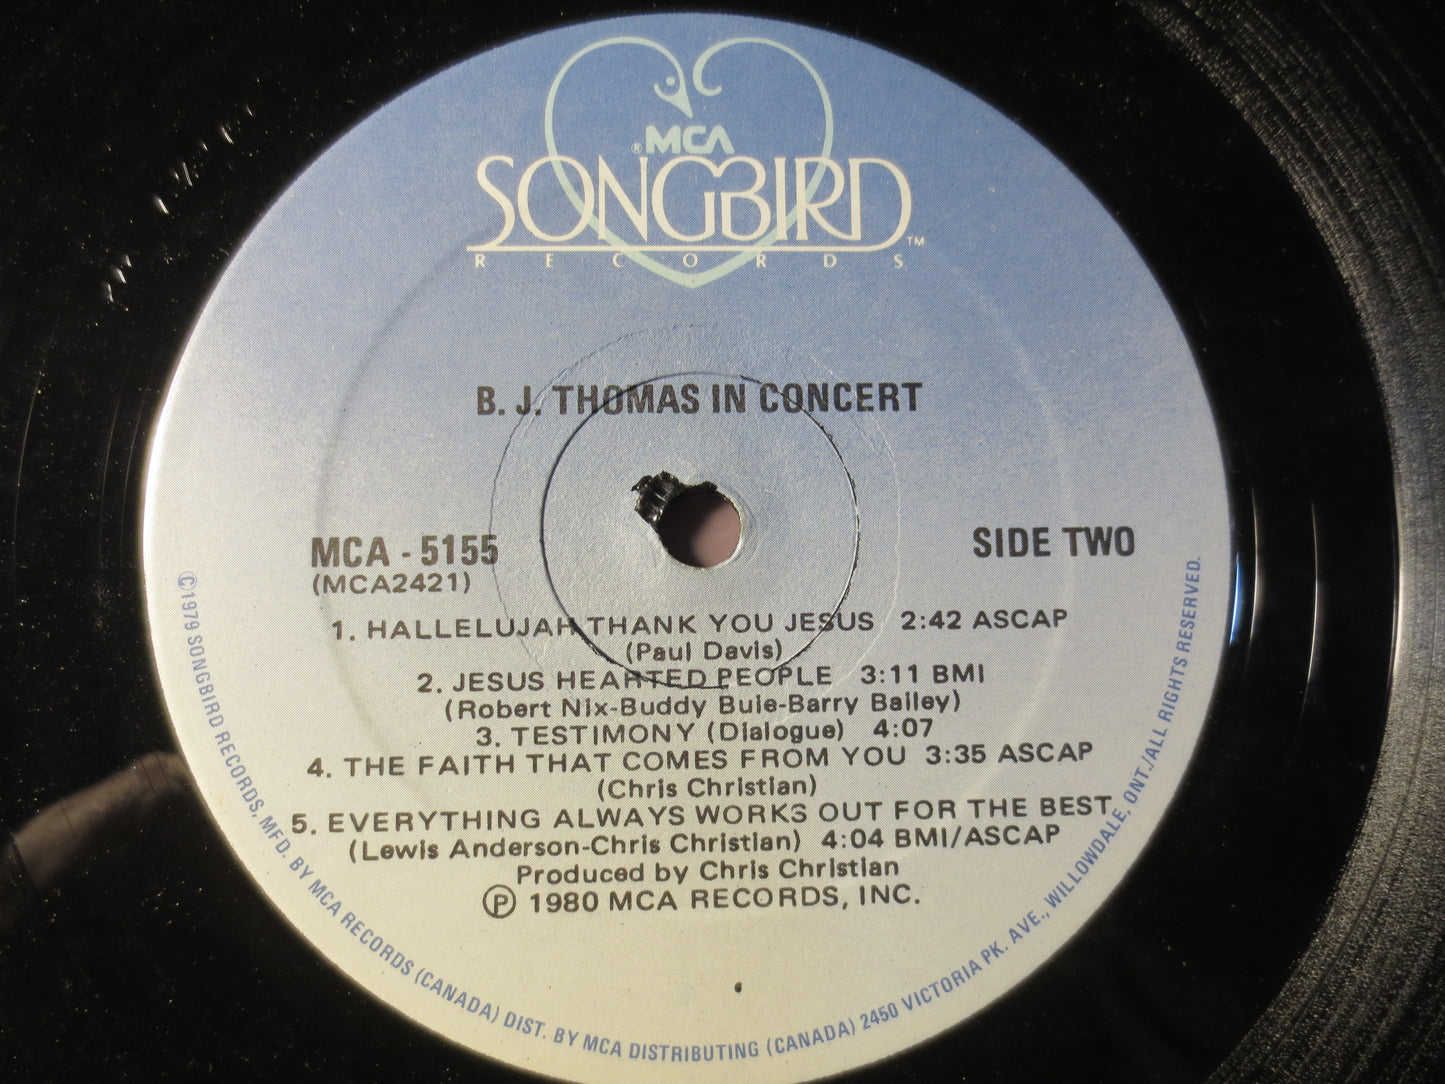 ® MCA
SONGBIRD™
RECORDS
B. J. THOMAS IN CONCERT
MCA - 5155
(MCA2421)
SIDE TWO
1. HALLELUJAH THANK YOU JESUS 2:42 ASCAP
(Paul Davis)
2. JESUS HEARTED PEOPLE 3:11 BMI
(Robert Nix-Buddy Buie-Barry Bailey)
3. TESTIMONY (Dialogue) 4:07
4. THE FAITH THAT COMES FROM YOU 3:35 ASCAP
(Chris Christian)
5. EVERYTHING ALWAYS WORKS OUT FOR THE BEST
(Lewis Anderson-Chris Christian) 4:04 BMI/ASCAP
Produced by Chris Christian
Ⓟ 1980 MCA RECORDS, INC.
©1979 SONGBIRD RECORDS, MFD. BY MCA RECORDS (CANADA) DIST. BY MCA DISTRIBUTING (CANADA) 2450 VICTORIA PK. AVE., WILLOWDALE, ONT./ALL RIGHTS RESERVED.